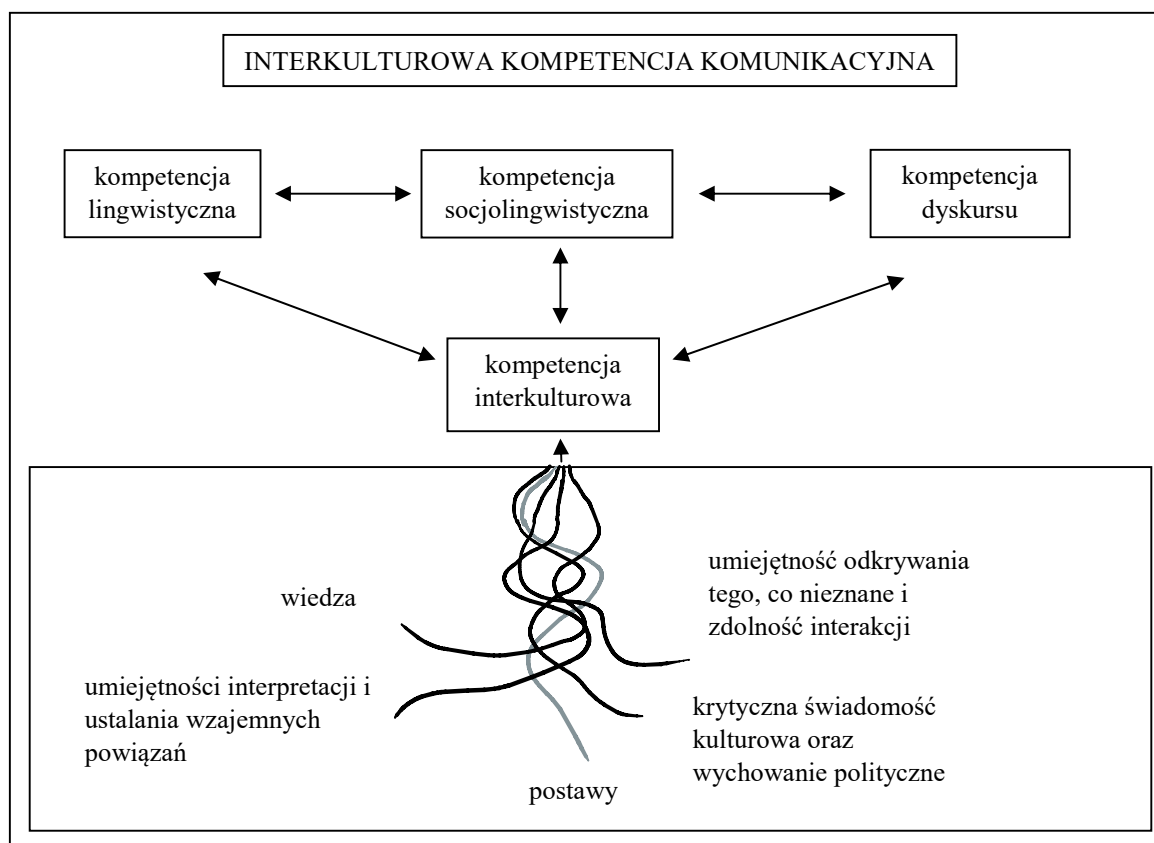 INTERKULTUROWA KOMPETENCJA KOMUNIKACYJNA
kompetencja
lingwistyczna
kompetencja
socjolingwistyczna
kompetencja
dyskursu
kompetencja
interkulturowa
wiedza
umiejętność odkrywania
tego, co nieznane i
zdolność interakcji
umiejętności interpretacji i
ustalania wzajemnych
powiązań
krytyczna świadomość
kulturowa oraz
wychowanie polityczne
postawy